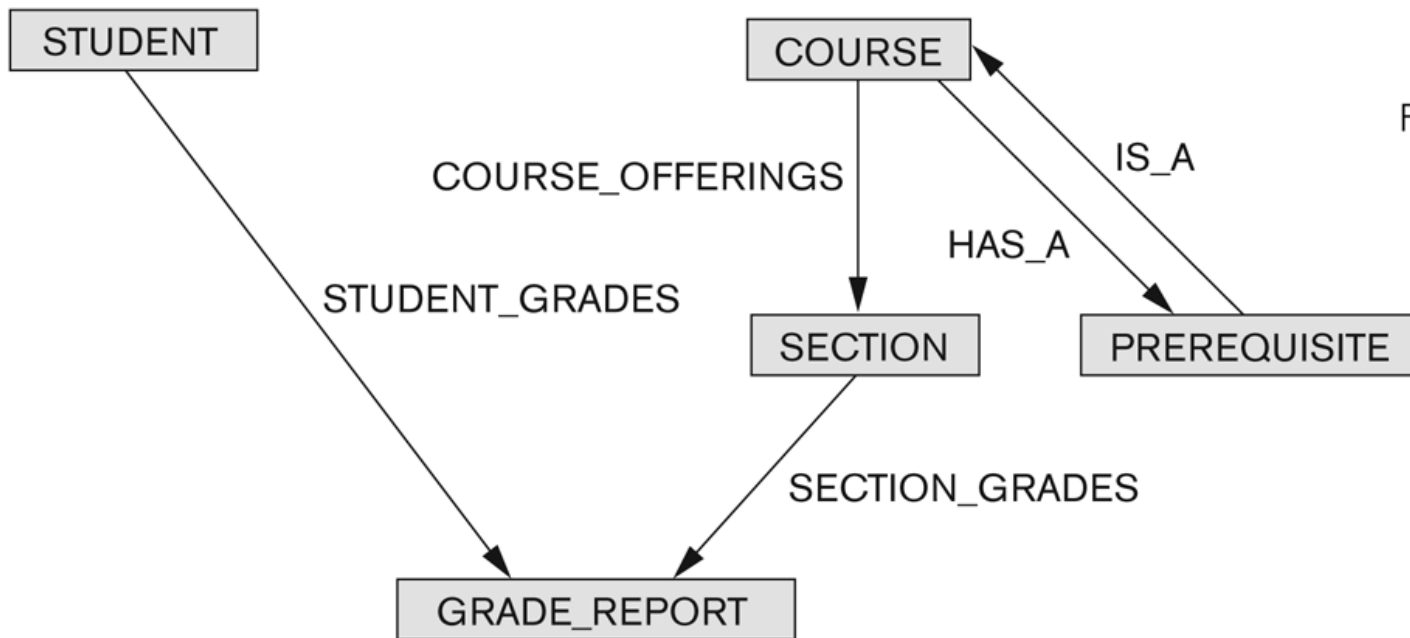 STUDENT
COURSE
F
IS_A
COURSE_OFFERINGS
HAS_A
STUDENT_GRADES
SECTION
PREREQUISITE
SECTION_GRADES
GRADE_REPORT